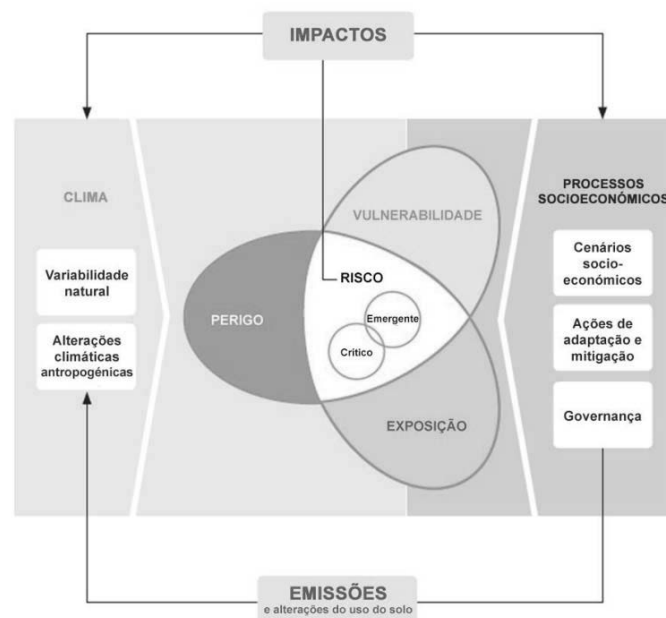 IMPACTOS
CLIMA
Variabilidade
natural
Alterações
climáticas
antropogénicas
PERIGO
VULNERABILIDADE
RISCO
Emergente
Crítico
EXPOSIÇÃO
PROCESSOS
SOCIOECONÓMICOS
Cenários
socio-
económicos
Ações de
adaptação e
mitigação
Governança
EMISSÕES
e alterações do uso do solo